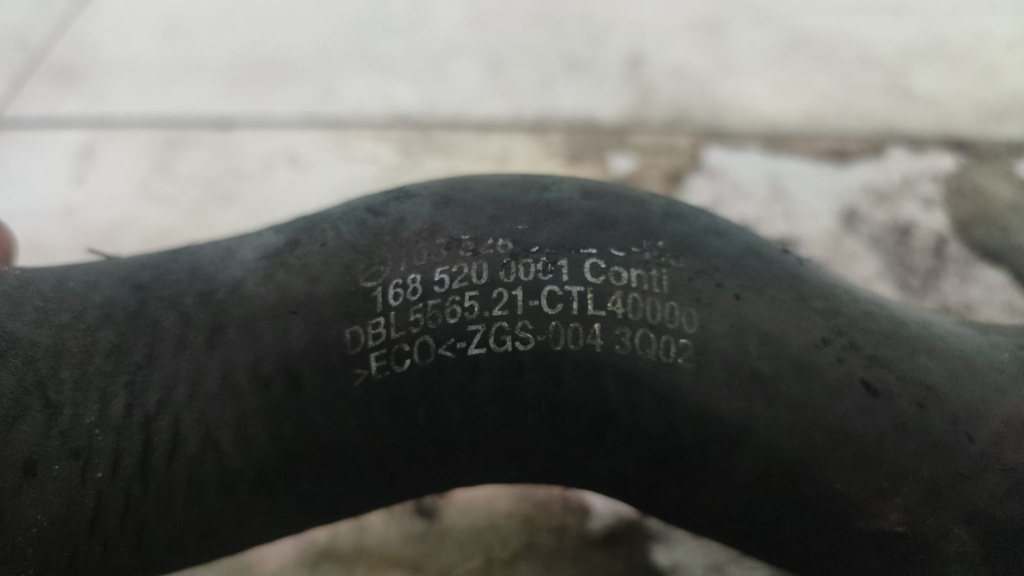 168 520 0001 Conti
DBL5565.21-CTL40000
>ECO<-ZGS-004 3Q02